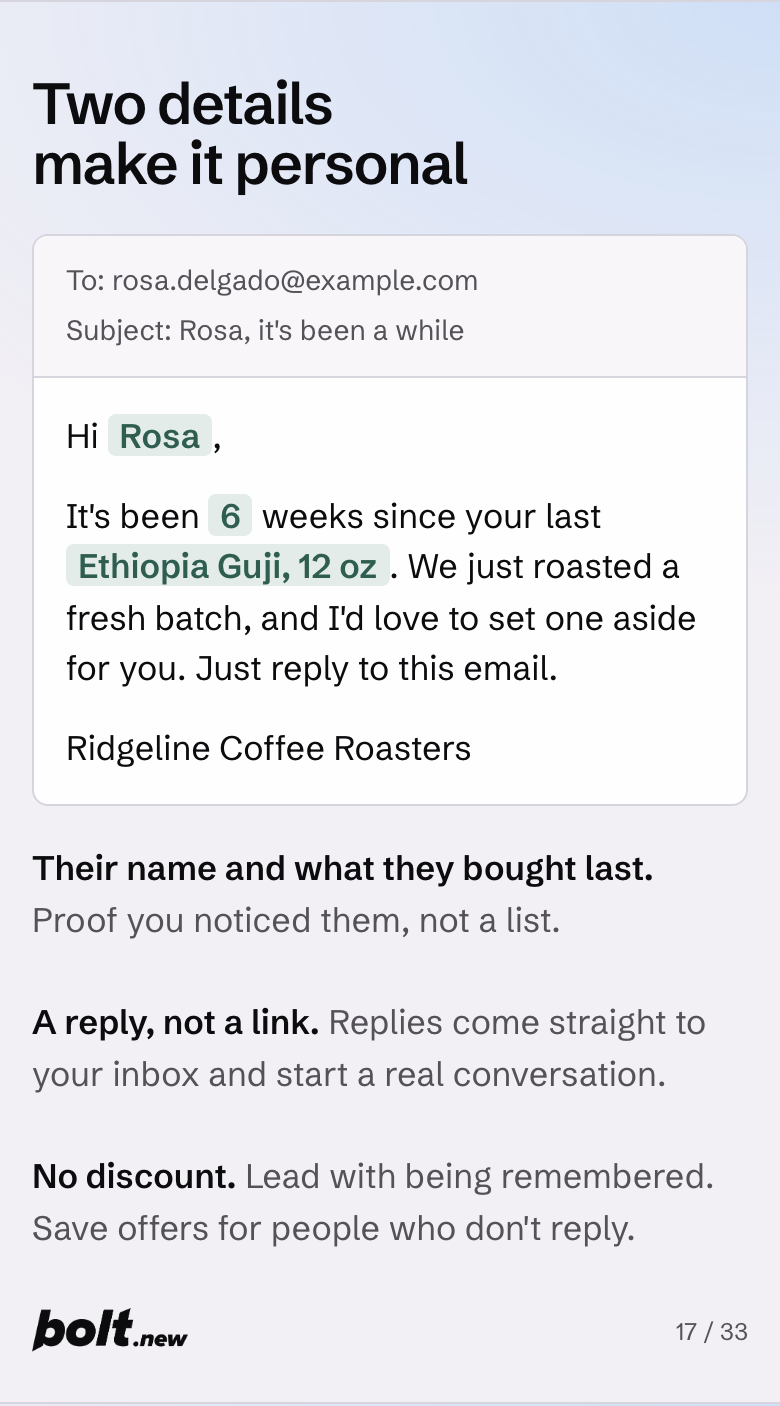 Two details
make it personal
To: rosa.delgado@example.com
Subject: Rosa, it's been a while
Hi Rosa,
It's been 6 weeks since your last
Ethiopia Guji, 12 oz. We just roasted a
fresh batch, and I'd love to set one aside
for you. Just reply to this email.
Ridgeline Coffee Roasters
Their name and what they bought last.
Proof you noticed them, not a list.
A reply, not a link. Replies come straight to
your inbox and start a real conversation.
No discount. Lead with being remembered.
Save offers for people who don't reply.
bolt.new
17 / 33